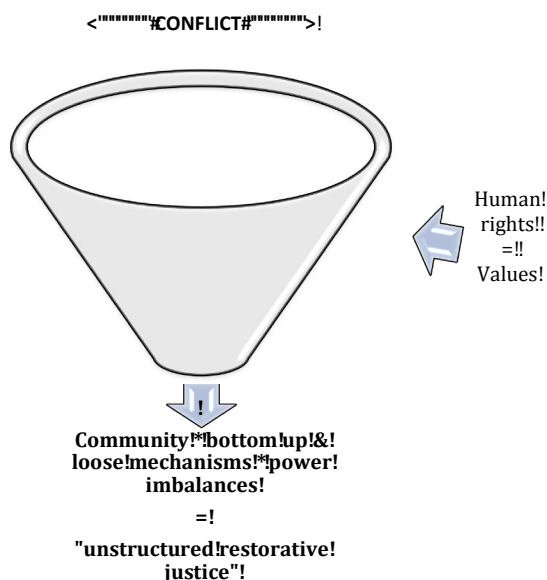 <'"""""""#CONFLICT#""""""""">!
Human!
rights!!
=!!
Values!
!
Community!*!bottom!up!&!
loose!mechanisms!*!power!
imbalances!
=!
"unstructured!restorative!
justice"!